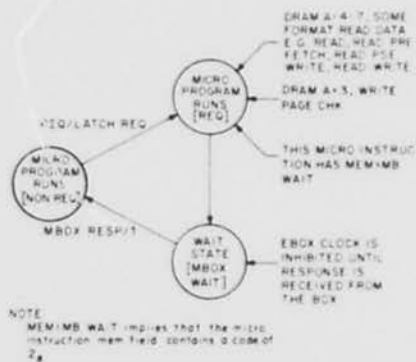 DRAM A=4-7, SOME
FORMAT READ DATA
E.G. READ, READ PRE
FETCH, READ PSE
WRITE, READ WRITE
MICRO
PROGRAM
RUNS
[REQ]
DRAM A=3, WRITE
PAGE CHK
REQ/LATCH REQ
THIS MICRO INSTRUC
TION HAS MEM/MB
WAIT
MICRO
PROGRAM
RUNS
[NON REQ]
MBOX RESP/T
WAIT
STATE
[MBOX
WAIT]
EBOX CLOCK IS
INHIBITED UNTIL
RESPONSE IS
RECEIVED FROM
THE BOX
NOTE:
MEM/MB WAIT implies that the micro
instruction mem field contains a code of